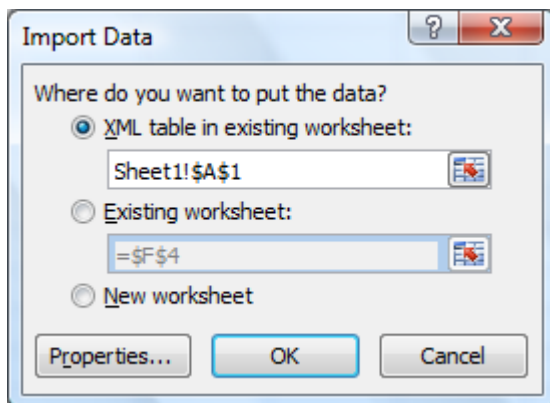 Import Data
?
Where do you want to put the data?
XML table in existing worksheet:
Sheet1!$A$1
Existing worksheet:
=$F$4
New worksheet
Properties... OK Cancel